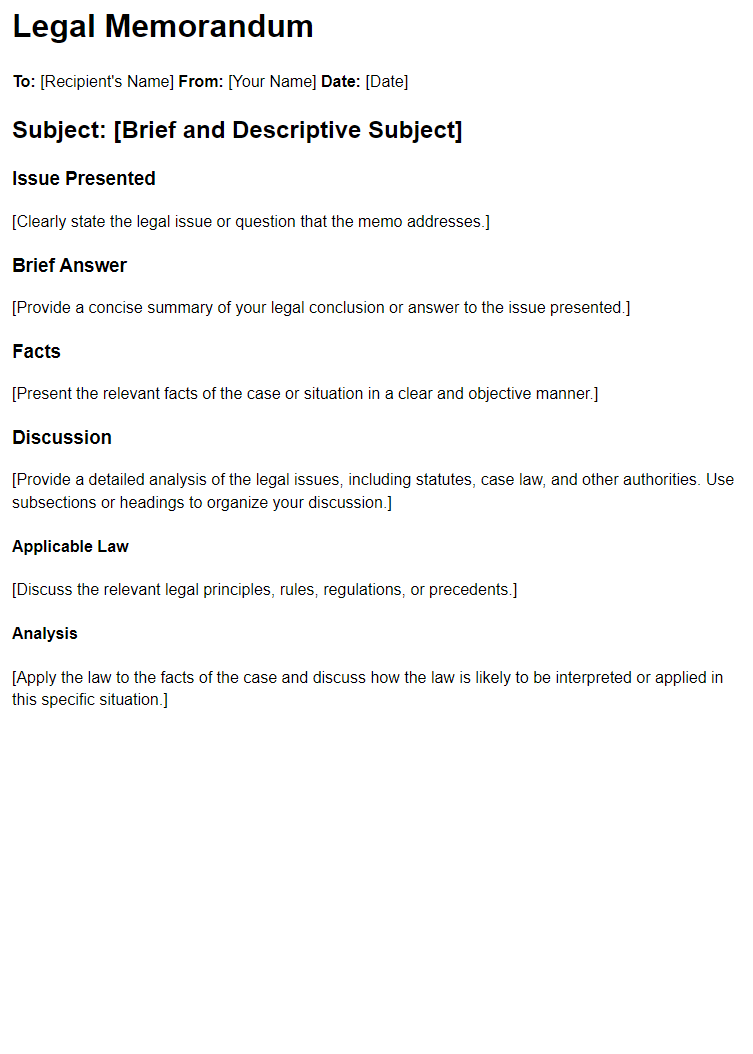 Legal Memorandum
To: [Recipient's Name] From: [Your Name] Date: [Date]
Subject: [Brief and Descriptive Subject]
Issue Presented
[Clearly state the legal issue or question that the memo addresses.]
Brief Answer
[Provide a concise summary of your legal conclusion or answer to the issue presented.]
Facts
[Present the relevant facts of the case or situation in a clear and objective manner.]
Discussion
[Provide a detailed analysis of the legal issues, including statutes, case law, and other authorities. Use
subsections or headings to organize your discussion.]
Applicable Law
[Discuss the relevant legal principles, rules, regulations, or precedents.]
Analysis
[Apply the law to the facts of the case and discuss how the law is likely to be interpreted or applied in
this specific situation.]